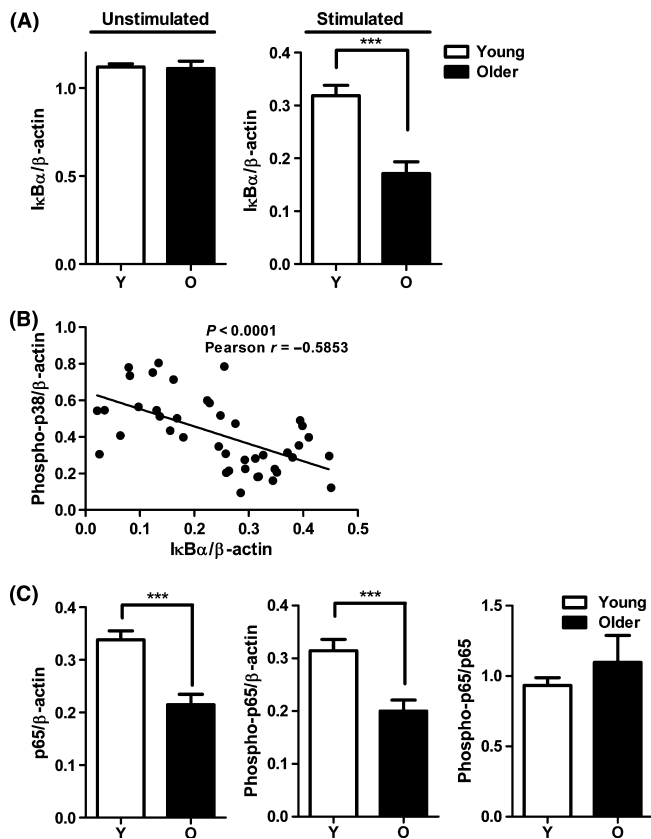 (A)
Unstimulated
Stimulated
IκBα/β-actin
1.0
0.5
0.0
Y
O
IκBα/β-actin
0.4
0.3
0.2
0.1
0.0
***
Y
O
Young
Older
(B)
Phospho-p38/β-actin
1.0
0.8
0.6
0.4
0.2
0.0
P < 0.0001
Pearson r = −0.5853
0.0 0.1 0.2 0.3 0.4 0.5
IκBα/β-actin
(C)
p65/β-actin
0.4
0.3
0.2
0.1
0.0
***
Y
O
Phospho-p65/β-actin
0.4
0.3
0.2
0.1
0.0
***
Y
O
Phospho-p65/p65
1.5
1.0
0.5
0.0
Young
Older
Y
O